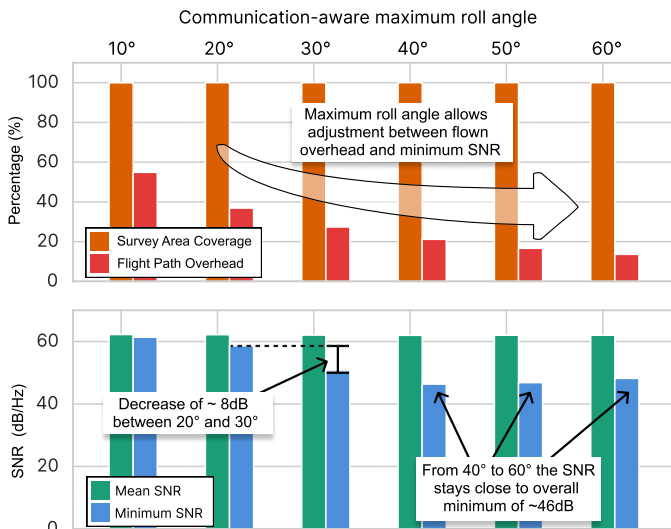 Communication-aware maximum roll angle
10° 20° 30° 40° 50° 60°
Percentage (%)
100
80
60
40
20
0
Maximum roll angle allows
adjustment between flown
overhead and minimum SNR
Survey Area Coverage
Flight Path Overhead
SNR (dB/Hz)
60
40
20
0
Decrease of ~ 8dB
between 20° and 30°
From 40° to 60° the SNR
stays close to overall
minimum of ~46dB
Mean SNR
Minimum SNR